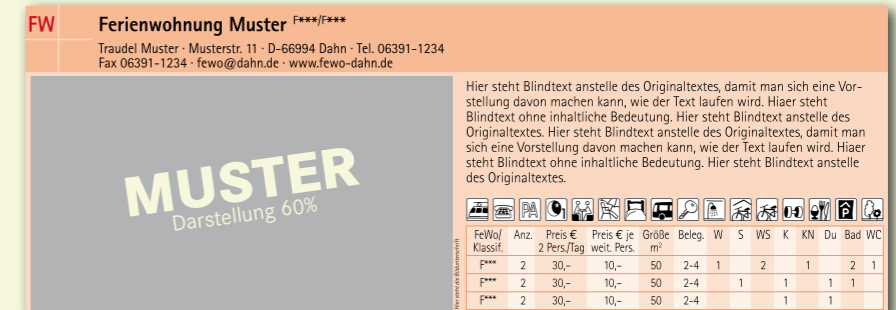 FW
Ferienwohnung Muster F***/F***
Traudel Muster · Musterstr. 11 · D-66994 Dahn · Tel. 06391-1234
Fax 06391-1234 · fewo@dahn.de · www.fewo-dahn.de
MUSTER
Darstellung 60%
Hier steht die Bildunterschrift
Hier steht Blindtext anstelle des Originaltextes, damit man sich eine Vor-
stellung davon machen kann, wie der Text laufen wird. Hiaer steht
Blindtext ohne inhaltliche Bedeutung. Hier steht Blindtext anstelle des
Originaltextes. Hier steht Blindtext anstelle des Originaltextes, damit man
sich eine Vorstellung davon machen kann, wie der Text laufen wird. Hiaer
steht Blindtext ohne inhaltliche Bedeutung. Hier steht Blindtext anstelle
des Originaltextes.
PA P
FeWo/ Anz. Preis € Preis € je Größe Beleg. W S WS K KN Du Bad WC
Klassif. 2 Pers./Tag weit. Pers. m²
F*** 2 30,– 10,– 50 2-4 1 2 1 2 1
F*** 2 30,– 10,– 50 2-4 1 1 1 1
F*** 2 30,– 10,– 50 2-4 1 1